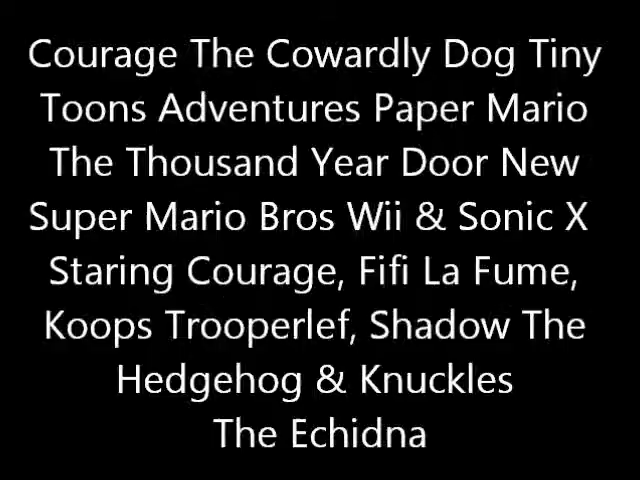 Courage The Cowardly Dog Tiny
Toons Adventures Paper Mario
The Thousand Year Door New
Super Mario Bros Wii & Sonic X
Staring Courage, Fifi La Fume,
Koops Trooperlef, Shadow The
Hedgehog & Knuckles
The Echidna